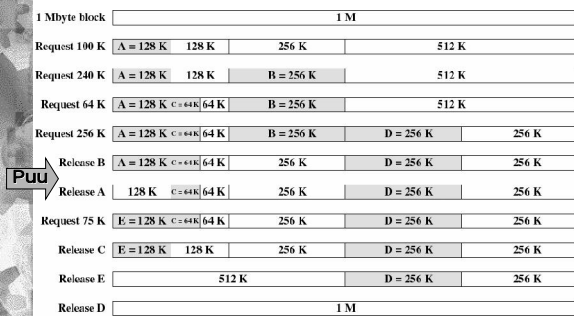 1 Mbyte block 1 M
Request 100 K A = 128 K 128 K 256 K 512 K
Request 240 K A = 128 K 128 K B = 256 K 512 K
Request 64 K A = 128 K C = 64 K 64 K B = 256 K 512 K
Request 256 K A = 128 K C = 64 K 64 K B = 256 K D = 256 K 256 K
Release B A = 128 K C = 64 K 64 K 256 K D = 256 K 256 K
Puu
Release A 128 K C = 64 K 64 K 256 K D = 256 K 256 K
Request 75 K E = 128 K C = 64 K 64 K 256 K D = 256 K 256 K
Release C E = 128 K 128 K 256 K D = 256 K 256 K
Release E 512 K D = 256 K 256 K
Release D 1 M